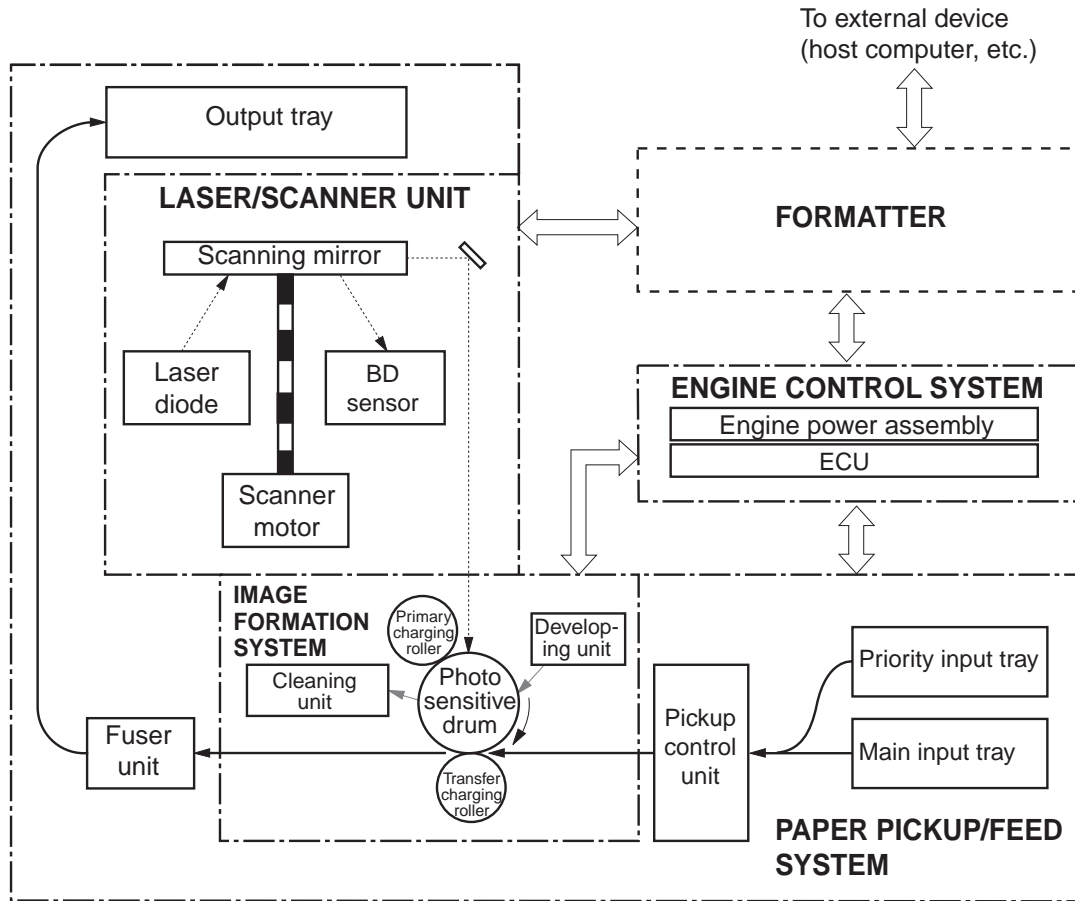 To external device
(host computer, etc.)
Output tray
LASER/SCANNER UNIT
FORMATTER
Scanning mirror
Laser
diode
BD
sensor
ENGINE CONTROL SYSTEM
Engine power assembly
ECU
Scanner
motor
IMAGE
FORMATION
SYSTEM
Primary
charging
roller
Develop-
ing unit
Cleaning
unit
Photo
sensitive
drum
Transfer
charging
roller
Fuser
unit
Pickup
control
unit
Priority input tray
Main input tray
PAPER PICKUP/FEED
SYSTEM